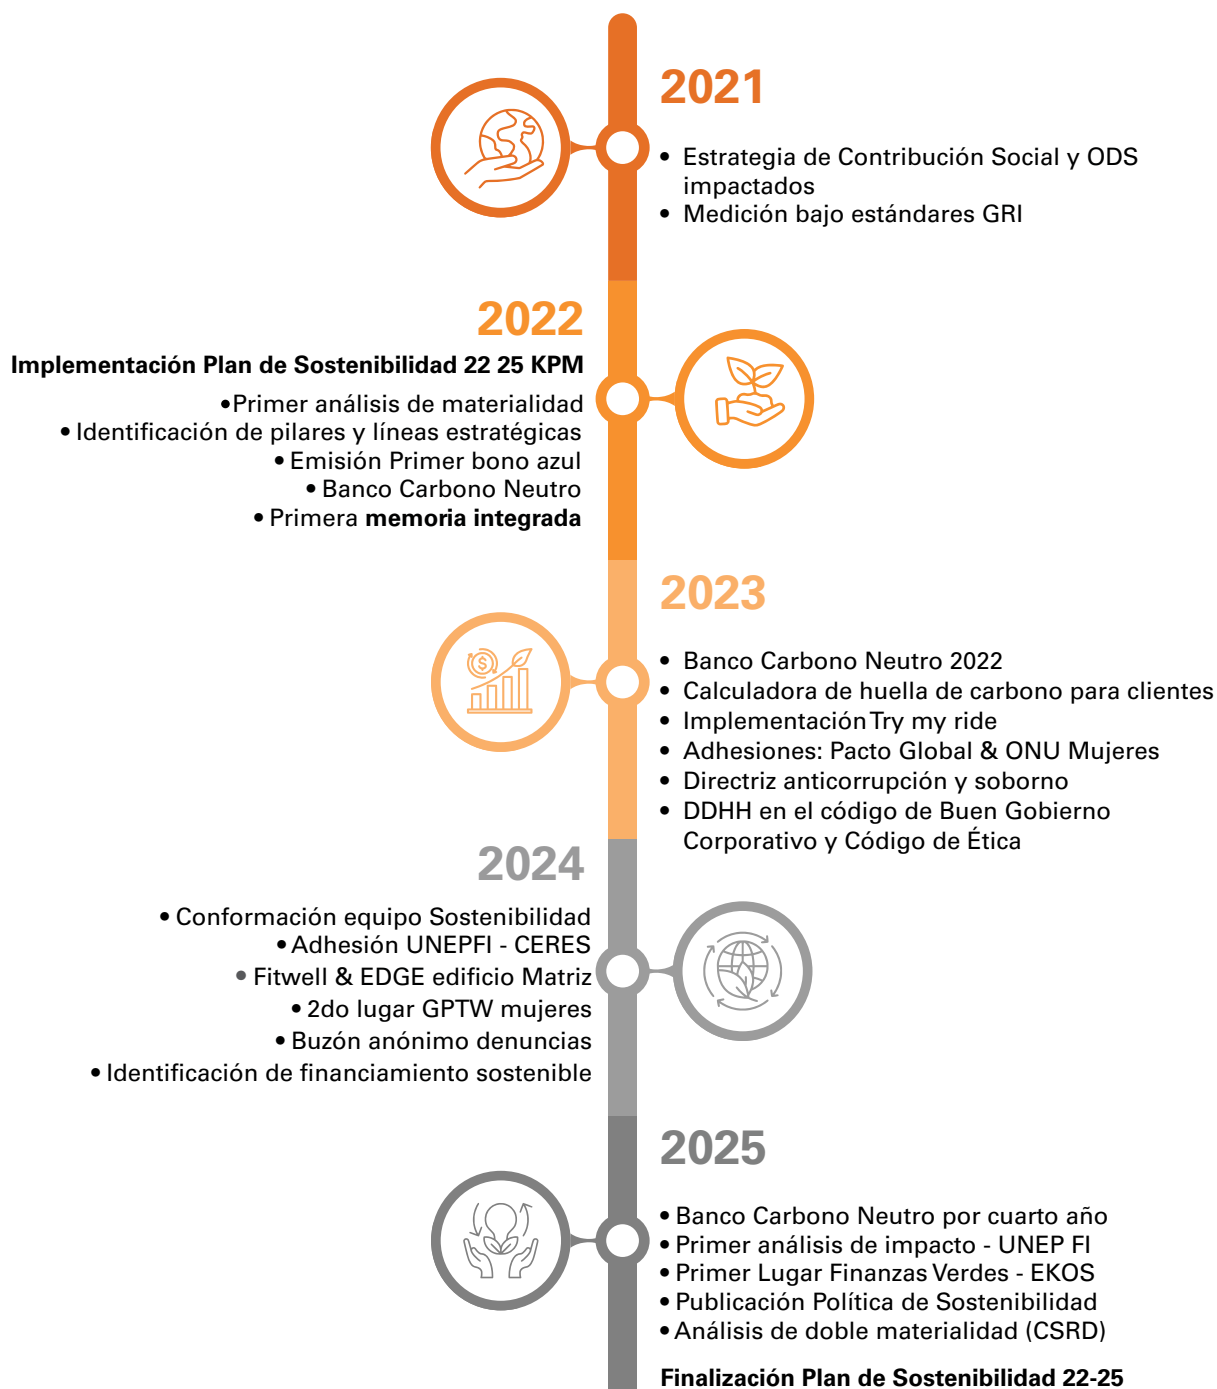 2021
• Estrategia de Contribución Social y ODS
impactados
• Medición bajo estándares GRI
2022
Implementación Plan de Sostenibilidad 22 25 KPM
• Primer análisis de materialidad
• Identificación de pilares y líneas estratégicas
• Emisión Primer bono azul
• Banco Carbono Neutro
• Primera memoria integrada
2023
• Banco Carbono Neutro 2022
• Calculadora de huella de carbono para clientes
• Implementación Try my ride
• Adhesiones: Pacto Global & ONU Mujeres
• Directriz anticorrupción y soborno
• DDHH en el código de Buen Gobierno
Corporativo y Código de Ética
2024
• Conformación equipo Sostenibilidad
• Adhesión UNEPFI - CERES
• Fitwell & EDGE edificio Matriz
• 2do lugar GPTW mujeres
• Buzón anónimo denuncias
• Identificación de financiamiento sostenible
2025
• Banco Carbono Neutro por cuarto año
• Primer análisis de impacto - UNEP FI
• Primer Lugar Finanzas Verdes - EKOS
• Publicación Política de Sostenibilidad
• Análisis de doble materialidad (CSRD)
Finalización Plan de Sostenibilidad 22-25
$